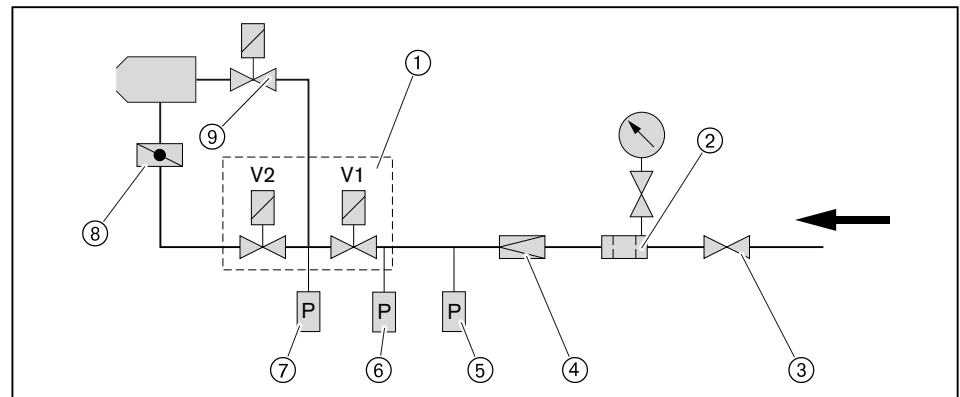 ①
⑨
②
V2
V1
⑧
P
P
P
⑦
⑥
⑤
④
③